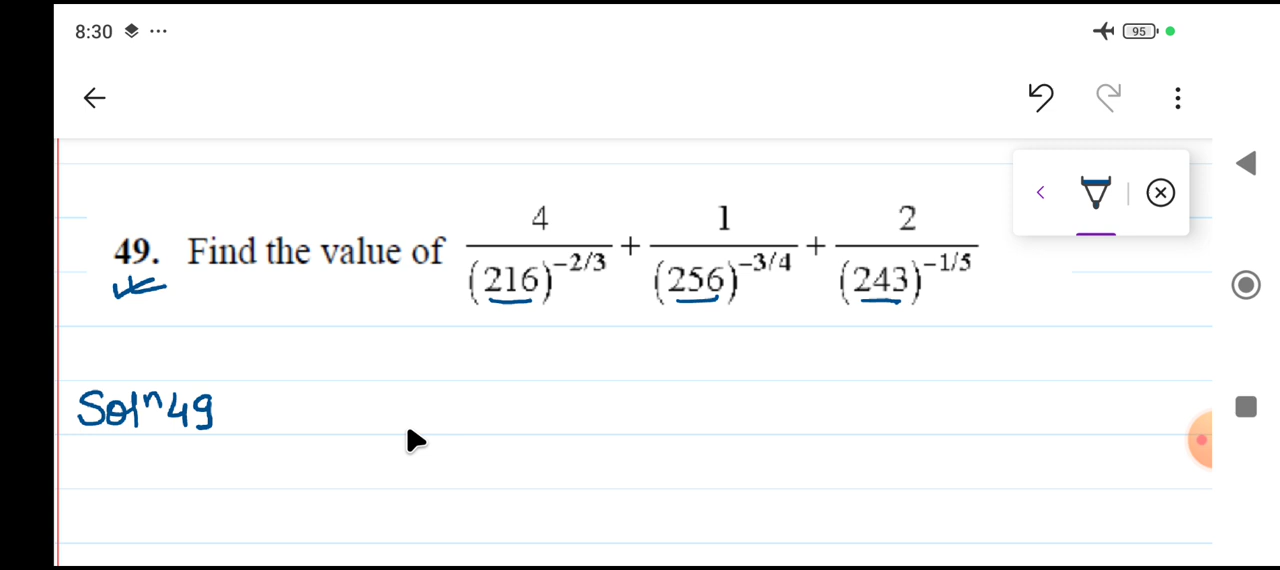 8:30 ...
95
49. Find the value of 4/(216)^{-2/3} + 1/(256)^{-3/4} + 2/(243)^{-1/5}
Solⁿ 49